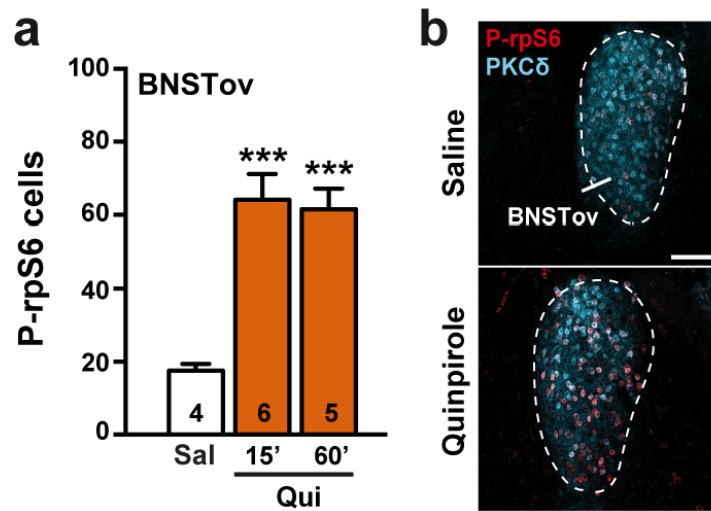 a
P-rpS6 cells
100
80
60
40
20
0
BNSTov
***
***
4
6
5
Sal
15’
60’
Qui
b
Saline
P-rpS6
PKCδ
BNSTov
Quinpirole